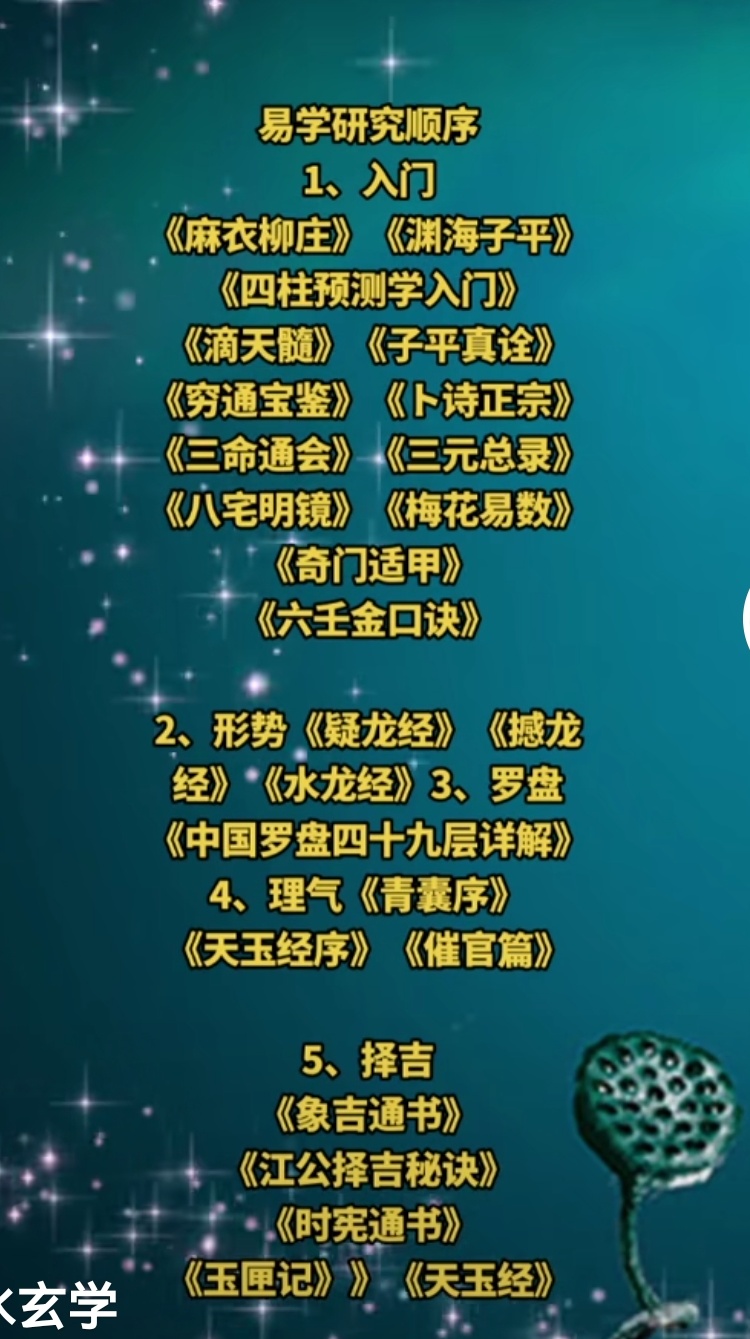 易学研究顺序
1、入门
《麻衣柳庄》 《渊海子平》
《四柱预测学入门》
《滴天髓》 《子平真诠》
《穷通宝鉴》 《卜诗正宗》
《三命通会》 《三元总录》
《八宅明镜》 《梅花易数》
《奇门适甲》
《六壬金口诀》
2、形势《疑龙经》 《撼龙
经》 《水龙经》3、罗盘
《中国罗盘四十九层详解》
4、理气《青囊序》
《天玉经序》 《催官篇》
5、择吉
《象吉通书》
《江公择吉秘诀》
《时宪通书》
《玉匣记》 》 《天玉经》
玄学